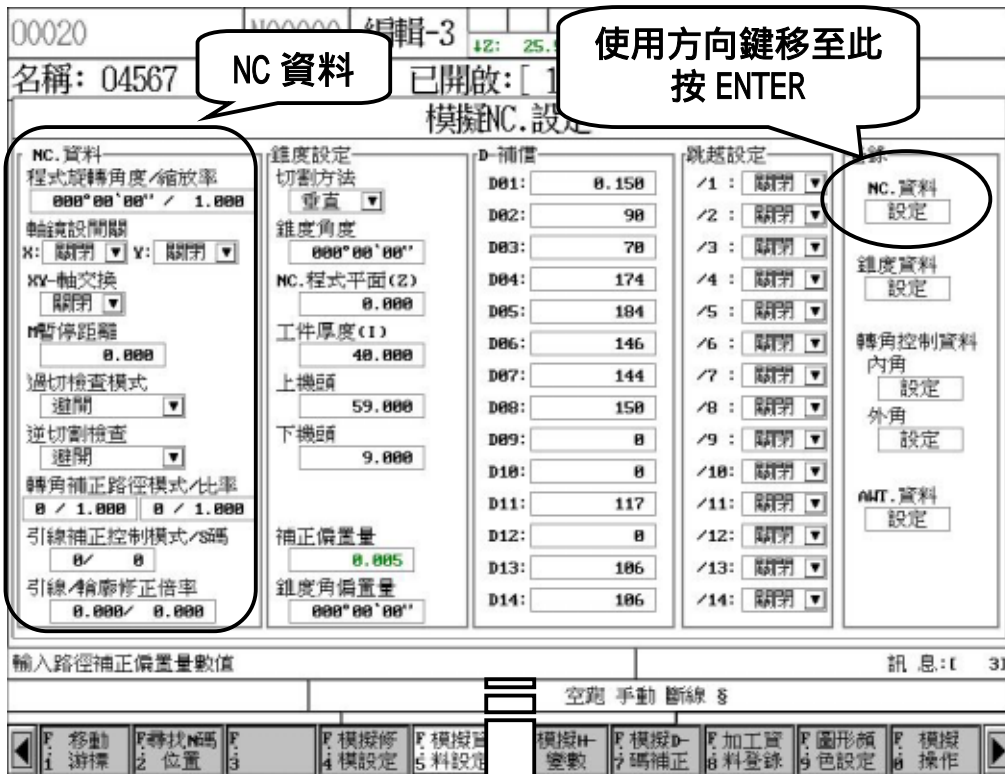 O0020 編輯-3
↓Z: 25.
名稱: O4567 已開啟:[ 1
NC 資料
使用方向鍵移至此
按 ENTER
模擬NC.設定
NC.資料
程式旋轉角度/縮放率
000°00'00" / 1.000
軸鏡設間關
X: 關閉 Y: 關閉
XY-軸交換
關閉
M暫停距離
0.000
過切檢查模式
避開
逆切割檢查
避開
轉角補正路徑模式/比率
0 / 1.000 0 / 1.000
引線補正控制模式/S碼
0/ 0
引線/輪廓修正倍率
0.000/ 0.000
錐度設定
切割方法
垂直
錐度角度
000°00'00"
NC.程式平面(Z)
0.000
工件厚度(I)
40.000
上機頭
59.000
下機頭
9.000
補正偏置量
0.005
錐度角偏置量
000°00'00"
D-補償
D01: 0.150
D02: 90
D03: 70
D04: 174
D05: 184
D06: 146
D07: 144
D08: 150
D09: 0
D10: 0
D11: 117
D12: 0
D13: 106
D14: 106
跳越設定
/1 : 關閉
/2 : 關閉
/3 : 關閉
/4 : 關閉
/5 : 關閉
/6 : 關閉
/7 : 關閉
/8 : 關閉
/9 : 關閉
/10: 關閉
/11: 關閉
/12: 關閉
/13: 關閉
/14: 關閉
NC.資料
設定
錐度資料
設定
轉角控制資料
內角
設定
外角
設定
AWT.資料
設定
輸入路徑補正偏置量數值 訊 息:[ 3]
空跑 手動 斷線 §
F1 移動游標
F2 尋找N碼位置
F3
F4 模擬修模設定
F5 模擬資料設定
模擬H-變數
F7 模擬D-碼補正
F8 加工資料登錄
F9 圖形顏色設定
F0 模擬操作